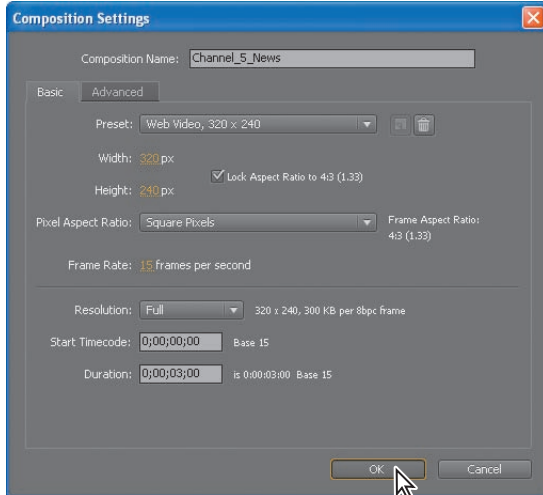 Composition Settings
Composition Name: Channel_5_News
Basic Advanced
Preset: Web Video, 320 x 240
Width: 320 px
Lock Aspect Ratio to 4:3 (1.33)
Height: 240 px
Pixel Aspect Ratio: Square Pixels
Frame Aspect Ratio:
4:3 (1.33)
Frame Rate: 15 frames per second
Resolution: Full 320 x 240, 300 KB per 8bpc frame
Start Timecode: 0;00;00;00 Base 15
Duration: 0;00;03;00 is 0:00:03:00 Base 15
OK Cancel